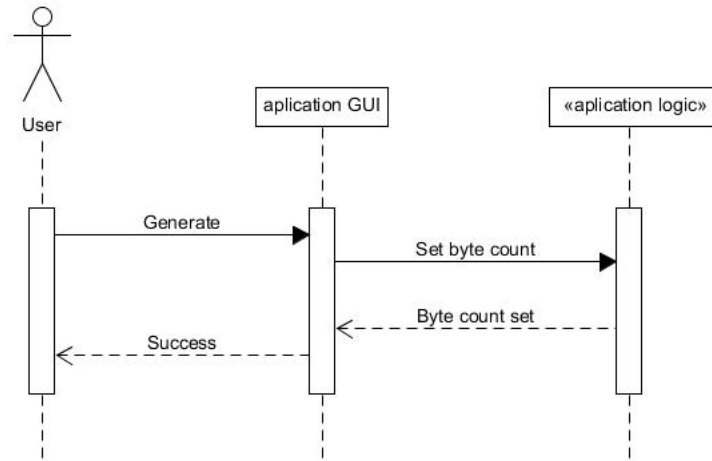 User
aplication GUI
«aplication logic»
Generate
Set byte count
Byte count set
Success